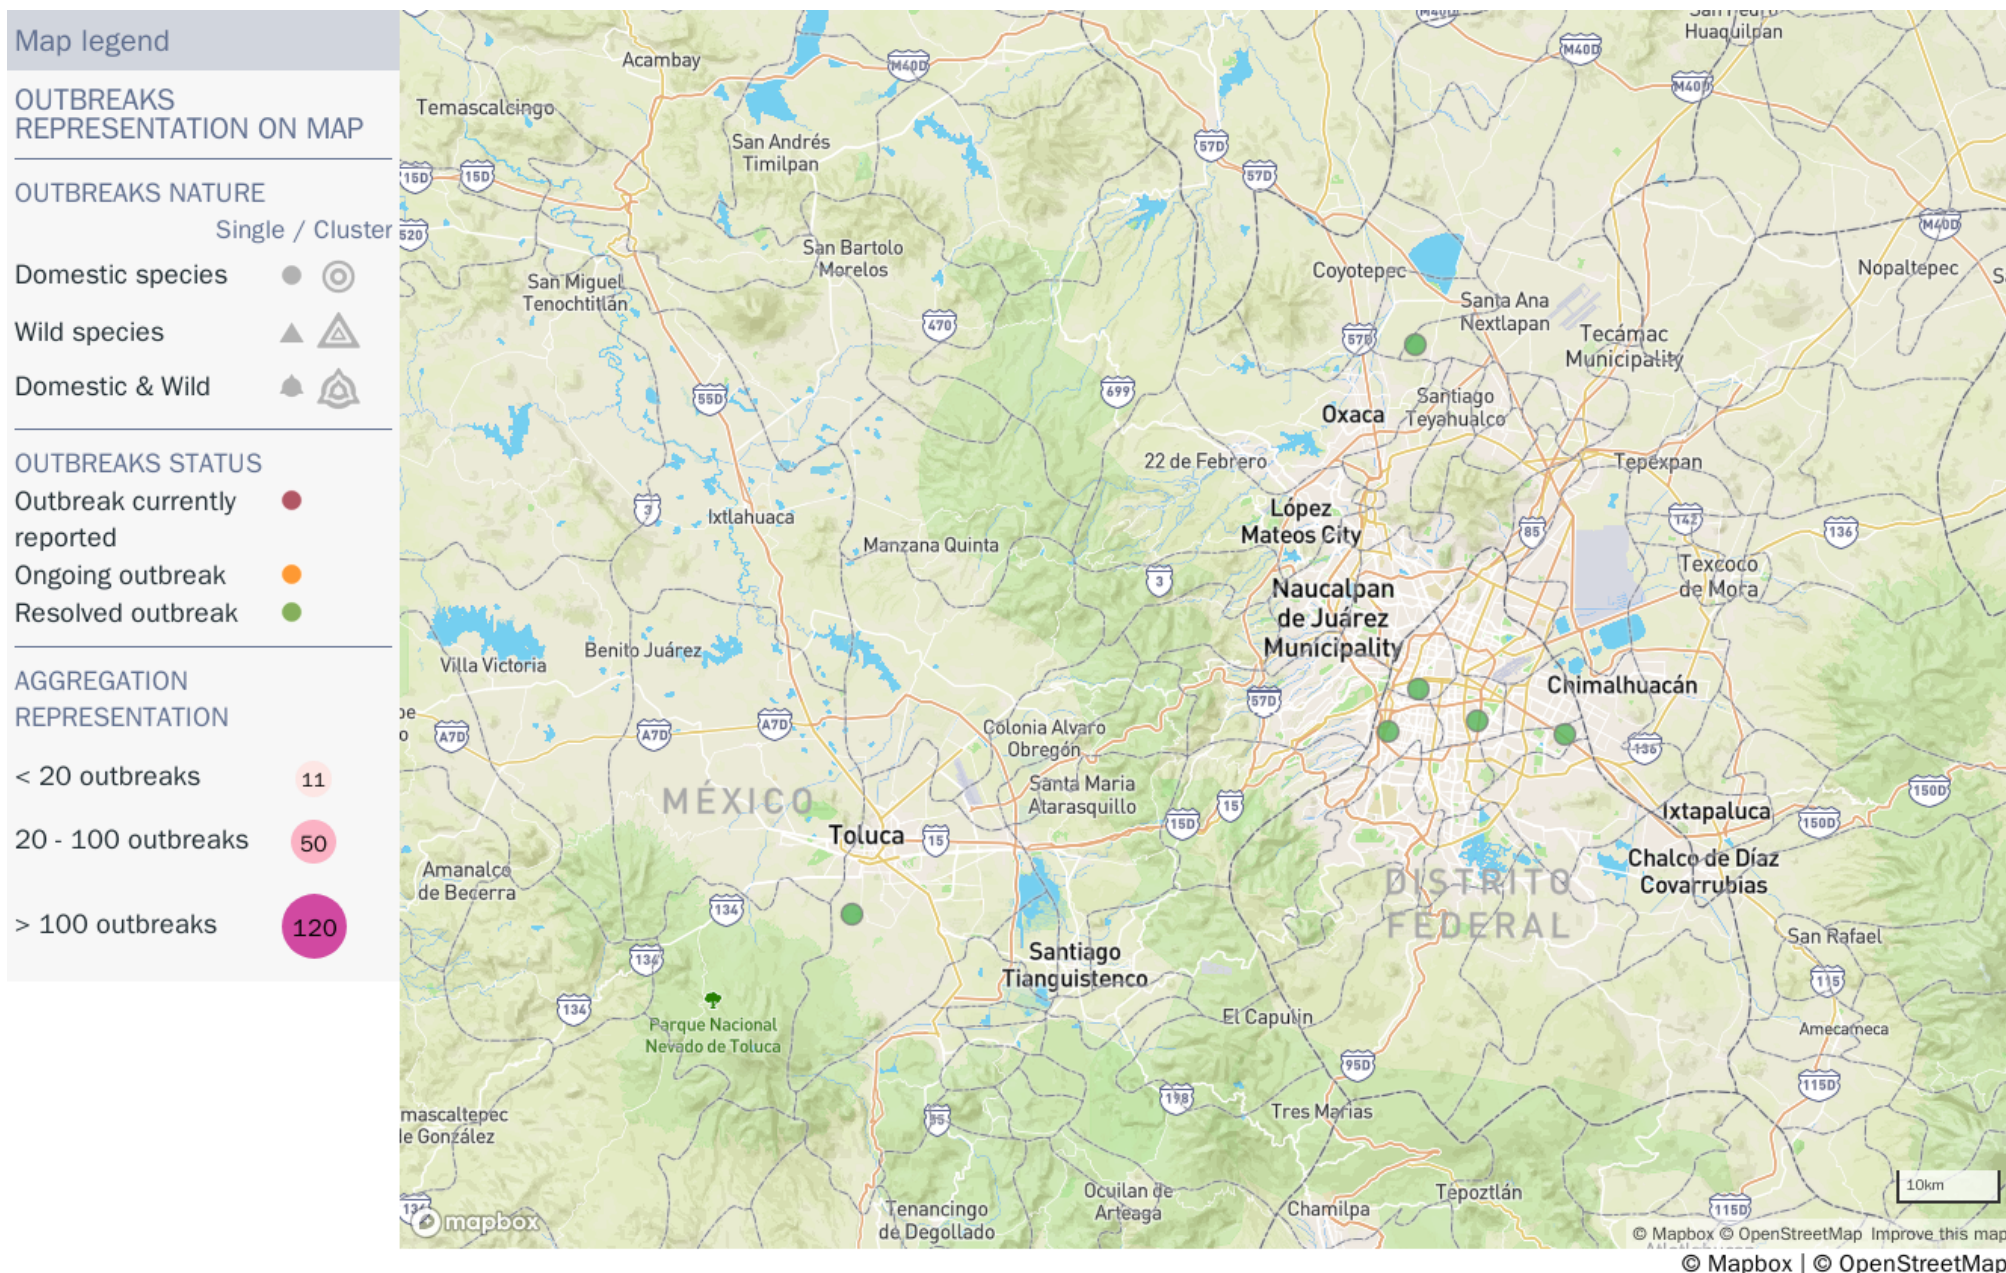 Map legend
OUTBREAKS
REPRESENTATION ON MAP
OUTBREAKS NATURE
Single / Cluster
Domestic species
Wild species
Domestic & Wild
OUTBREAKS STATUS
Outbreak currently
reported
Ongoing outbreak
Resolved outbreak
AGGREGATION
REPRESENTATION
< 20 outbreaks
11
20 - 100 outbreaks
50
> 100 outbreaks
120
M40D
San Pedro
Huaquilpan
Acambay
M40D
M40D
M40D
Temascalcingo
San Andrés
Timilpan
57D
15D
15D
57D
520
San Bartolo
Morelos
M40D
Coyotepec
Nopaltepec
San Miguel
Tenochtitlán
Santa Ana
Nextlapan
470
57D
Tecámac
Municipality
55D
699
Santiago
Teyahualco
Oxaca
22 de Febrero
Tepexpan
3
Ixtlahuaca
López
Mateos City
142
85
136
Manzana Quinta
3
Texcoco
de Mora
Naucalpan
de Juárez
Municipality
Villa Victoria
Benito Juárez
Chimalhuacán
57D
A7D
A7D
A7D
Colonia Alvaro
Obregón
136
MÉXICO
Santa Maria
Atarasquillo
15
15D
150D
Ixtapaluca
150D
Toluca
15
Amanalco
de Becerra
Chalco de Díaz
Covarrubias
DISTRITO
FEDERAL
134
134
Santiago
Tianguistenco
San Rafael
115
134
Parque Nacional
Nevado de Toluca
El Capulin
Amecameca
95D
115D
mascaltepec
de González
55
198
Tres Marias
Ocuilan de
Arteaga
Tepoztlán
10km
134
mapbox
Tenancingo
de Degollado
Chamilpa
115D
© Mapbox © OpenStreetMap Improve this map
© Mapbox | © OpenStreetMap